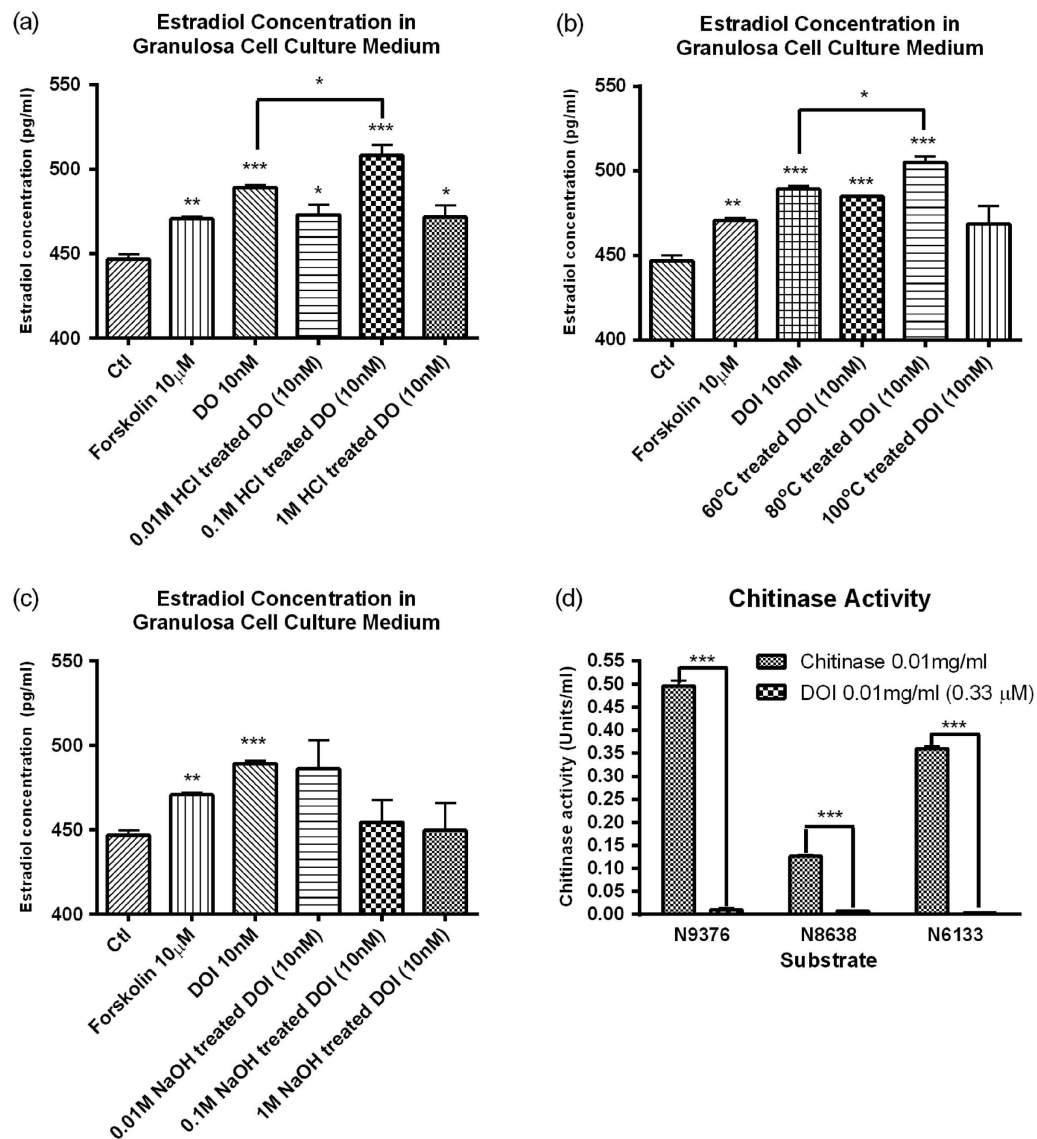 (a)
Estradiol Concentration in
Granulosa Cell Culture Medium
Estradiol concentration (pg/ml)
550
500
450
400
*
**
***
*
***
*
Ctl
Forskolin 10μM
DO 10nM
0.01M HCl treated DO (10nM)
0.1M HCl treated DO (10nM)
1M HCl treated DO (10nM)
(b)
Estradiol Concentration in
Granulosa Cell Culture Medium
Estradiol concentration (pg/ml)
550
500
450
400
*
**
***
***
***
Ctl
Forskolin 10μM
DOI 10nM
60°C treated DOI (10nM)
80°C treated DOI (10nM)
100°C treated DOI (10nM)
(c)
Estradiol Concentration in
Granulosa Cell Culture Medium
Estradiol concentration (pg/ml)
550
500
450
400
**
***
Ctl
Forskolin 10μM
DOI 10nM
0.01M NaOH treated DOI (10nM)
0.1M NaOH treated DOI (10nM)
1M NaOH treated DOI (10nM)
(d)
Chitinase Activity
Chitinase activity (Units/ml)
0.55
0.50
0.45
0.40
0.35
0.30
0.25
0.20
0.15
0.10
0.05
0.00
***
***
***
Chitinase 0.01mg/ml
DOI 0.01mg/ml (0.33 μM)
N9376
N8638
N6133
Substrate